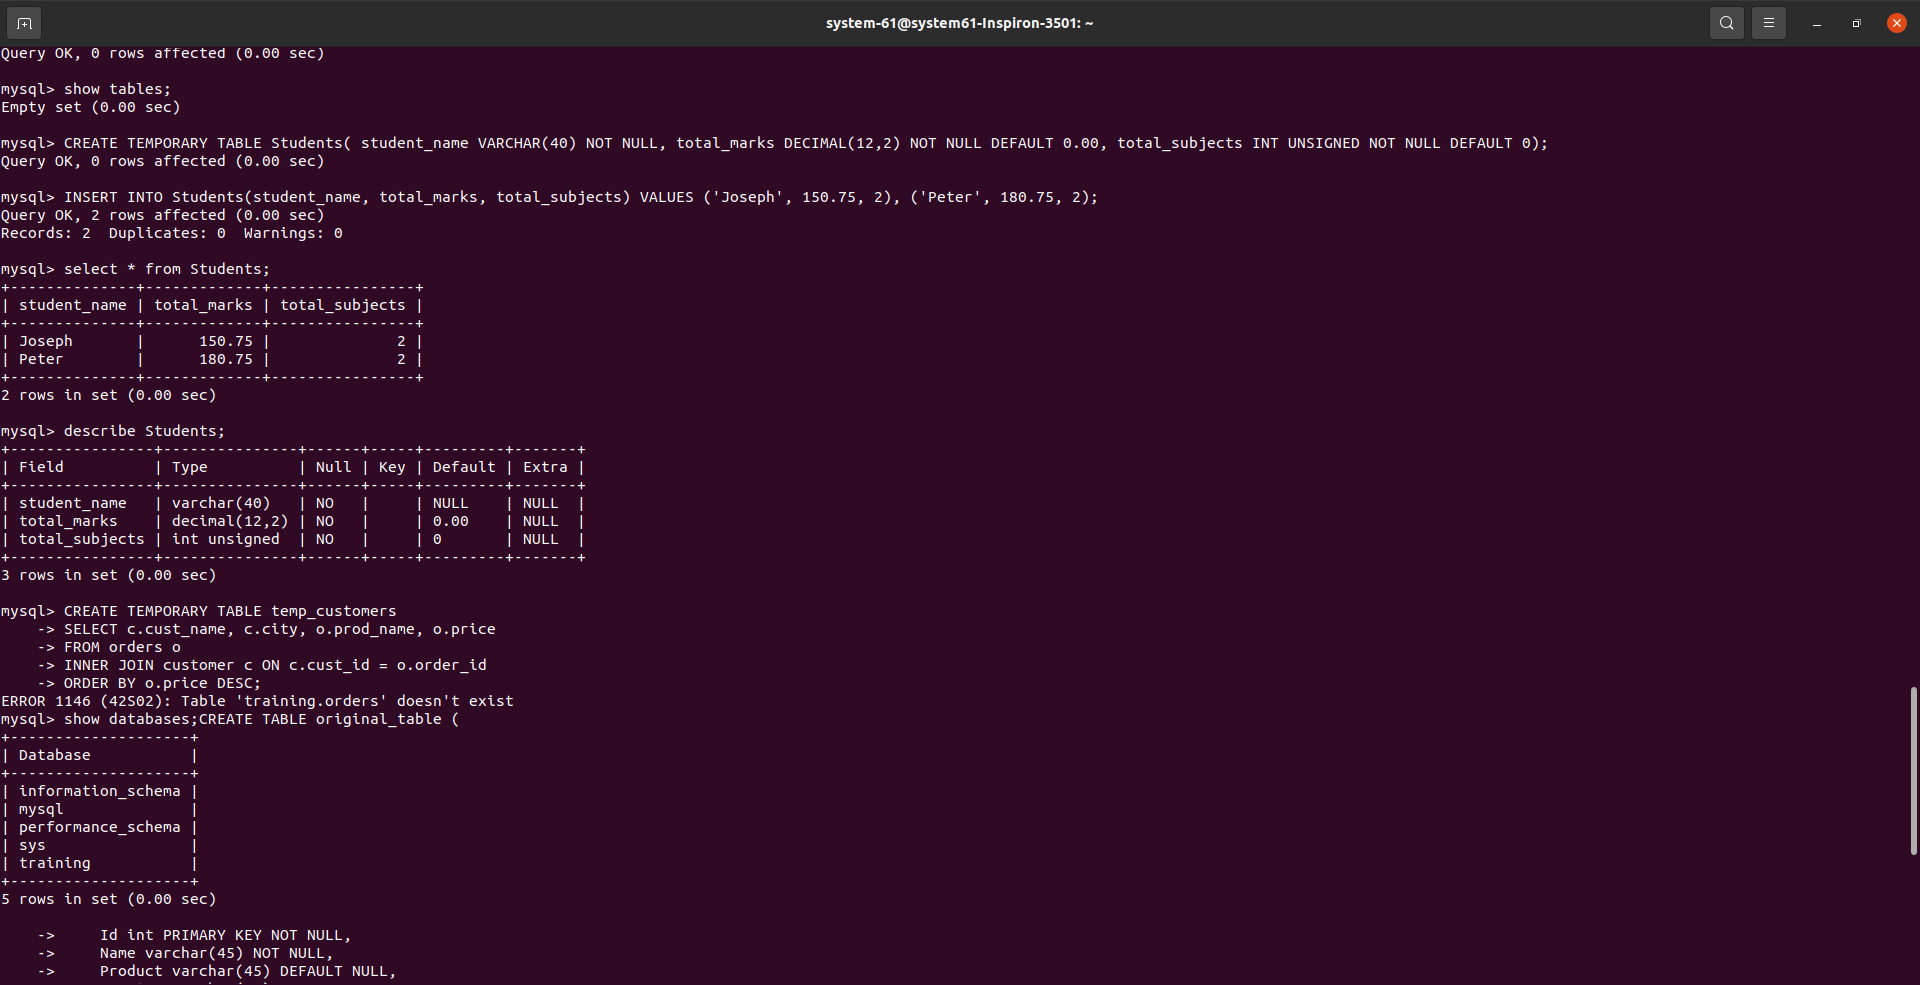 system-61@system61-Inspiron-3501: ~
Query OK, 0 rows affected (0.00 sec)

mysql> show tables;
Empty set (0.00 sec)

mysql> CREATE TEMPORARY TABLE Students( student_name VARCHAR(40) NOT NULL, total_marks DECIMAL(12,2) NOT NULL DEFAULT 0.00, total_subjects INT UNSIGNED NOT NULL DEFAULT 0);
Query OK, 0 rows affected (0.00 sec)

mysql> INSERT INTO Students(student_name, total_marks, total_subjects) VALUES ('Joseph', 150.75, 2), ('Peter', 180.75, 2);
Query OK, 2 rows affected (0.00 sec)
Records: 2  Duplicates: 0  Warnings: 0

mysql> select * from Students;
+--------------+-------------+----------------+
| student_name | total_marks | total_subjects |
+--------------+-------------+----------------+
| Joseph       |      150.75 |              2 |
| Peter        |      180.75 |              2 |
+--------------+-------------+----------------+
2 rows in set (0.00 sec)

mysql> describe Students;
+----------------+---------------+------+-----+---------+-------+
| Field          | Type          | Null | Key | Default | Extra |
+----------------+---------------+------+-----+---------+-------+
| student_name   | varchar(40)   | NO   |     | NULL    | NULL  |
| total_marks    | decimal(12,2) | NO   |     | 0.00    | NULL  |
| total_subjects | int unsigned  | NO   |     | 0       | NULL  |
+----------------+---------------+------+-----+---------+-------+
3 rows in set (0.00 sec)

mysql> CREATE TEMPORARY TABLE temp_customers
    -> SELECT c.cust_name, c.city, o.prod_name, o.price
    -> FROM orders o
    -> INNER JOIN customer c ON c.cust_id = o.order_id
    -> ORDER BY o.price DESC;
ERROR 1146 (42S02): Table 'training.orders' doesn't exist
mysql> show databases;CREATE TABLE original_table (
+--------------------+
| Database           |
+--------------------+
| information_schema |
| mysql              |
| performance_schema |
| sys                |
| training           |
+--------------------+
5 rows in set (0.00 sec)

    ->     Id int PRIMARY KEY NOT NULL,
    ->     Name varchar(45) NOT NULL,
    ->     Product varchar(45) DEFAULT NULL,